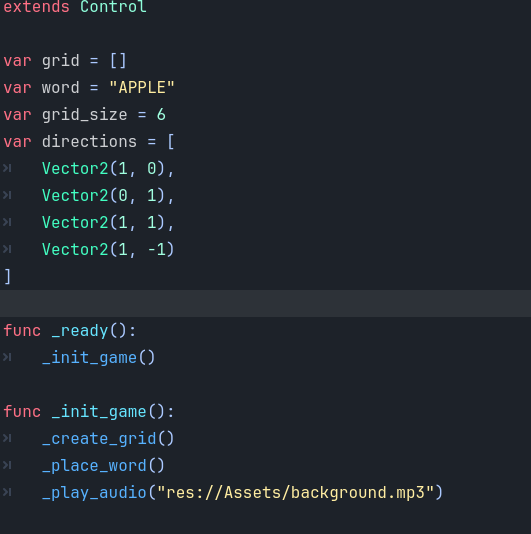 extends Control
var grid = []
var word = "APPLE"
var grid_size = 6
var directions = [
    Vector2(1, 0),
    Vector2(0, 1),
    Vector2(1, 1),
    Vector2(1, -1)
]
func _ready():
    _init_game()
func _init_game():
    _create_grid()
    _place_word()
    _play_audio("res://Assets/background.mp3")